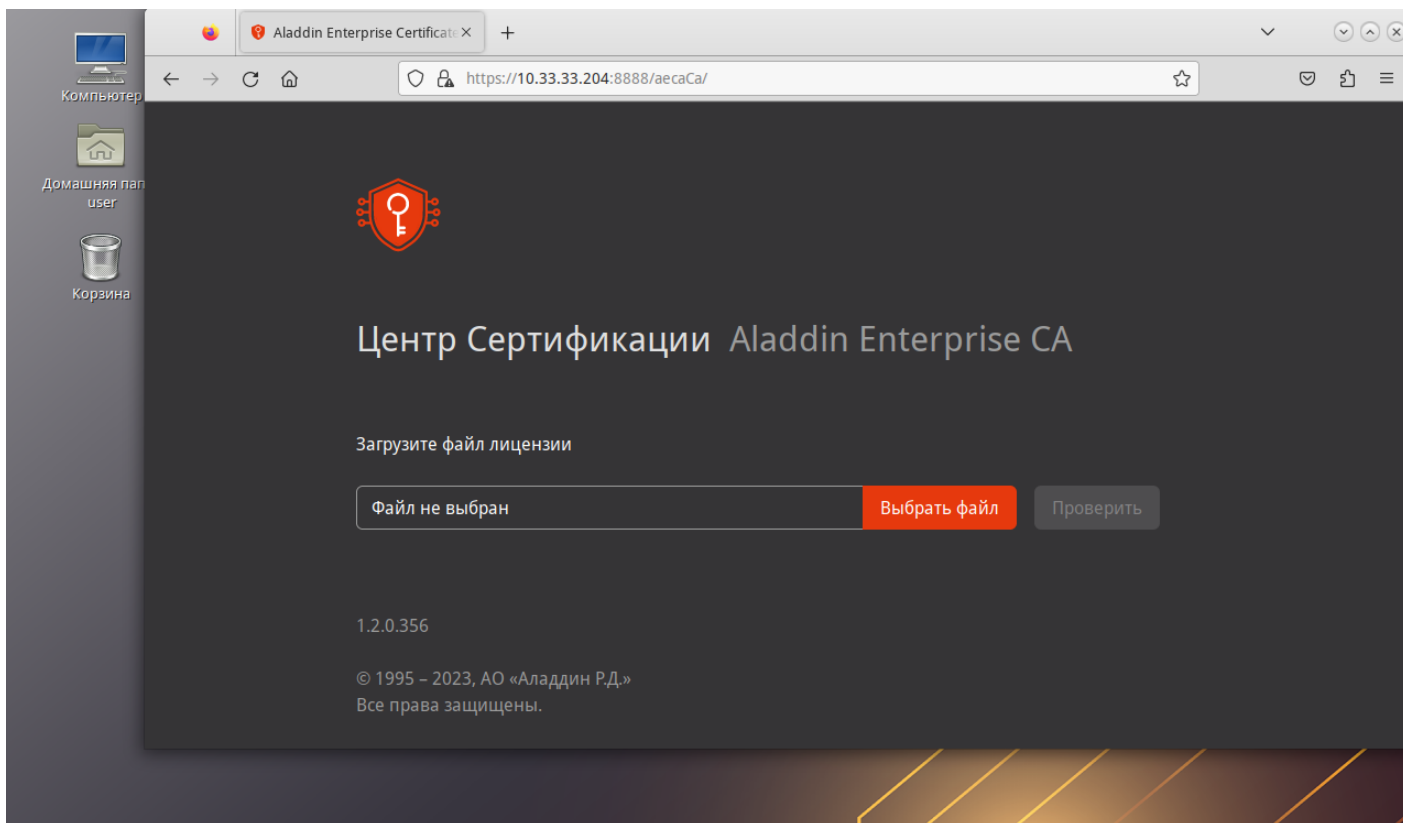 Aladdin Enterprise Certificate
https://10.33.33.204:8888/aecaCa/
Компьютер
Домашняя пап
user
Корзина
Центр Сертификации Aladdin Enterprise CA
Загрузите файл лицензии
Файл не выбран
Выбрать файл
Проверить
1.2.0.356
© 1995 – 2023, АО «Аладдин Р.Д.»
Все права защищены.